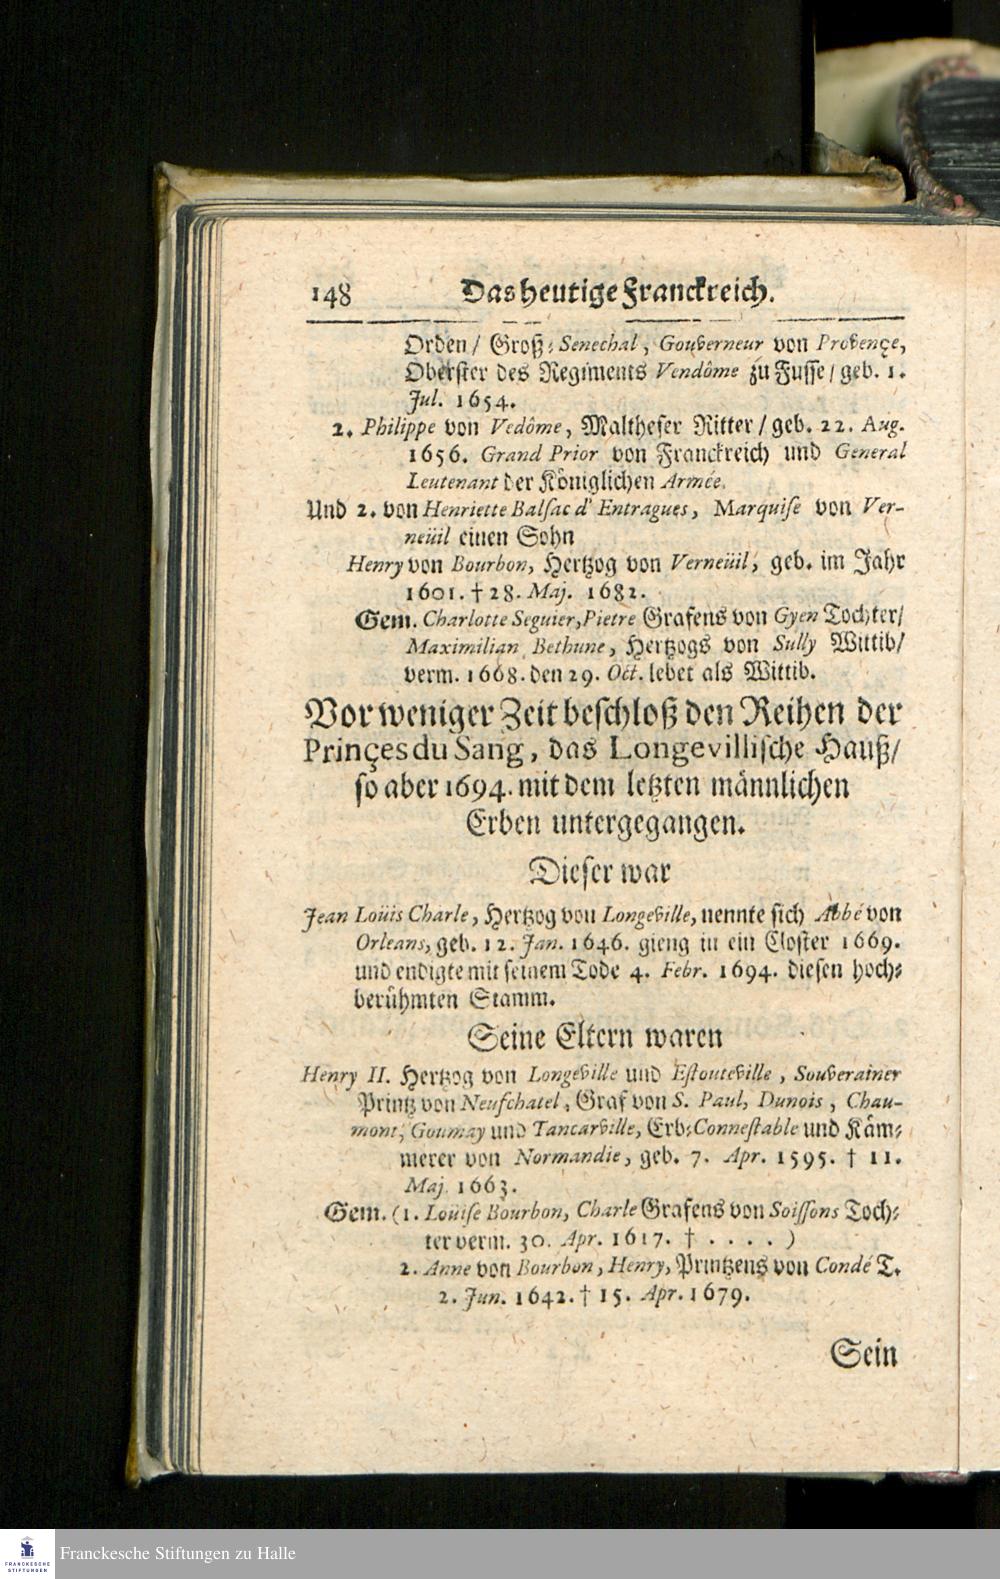 148 Das heutige Franckreich.
Orden / Groß-Senechal, Gouverneur von Provençe,
Oberster des Regiments Vendôme zu Fusse / geb. 1.
Jul. 1654.
2. Philippe von Vedôme, Maltheser Ritter / geb. 22. Aug.
1656. Grand Prior von Franckreich und General
Leutenant der Königlichen Armée.
Und 2. von Henriette Balsac d' Entragues, Marquise von Ver-
neüil einen Sohn
Henry von Bourbon, Hertzog von Verneüil, geb. im Jahr
1601. † 28. Maj. 1682.
Gem. Charlotte Seguier, Pietre Grafens von Gyen Tochter/
Maximilian Bethune, Hertzogs von Sully Wittib/
verm. 1668. den 29. Oct. lebet als Wittib.
Vor weniger Zeit beschloß den Reihen der
Prinçes du Sang, das Longevillische Hauß/
so aber 1694. mit dem letzten männlichen
Erben untergegangen.
Dieser war
Jean Loüis Charle, Hertzog von Longeville, nennte sich Abbé von
Orleans, geb. 12. Jan. 1646. gieng in ein Closter 1669.
und endigte mit seinem Tode 4. Febr. 1694. diesen hoch-
berühmten Stamm.
Seine Eltern waren
Henry II. Hertzog von Longeville und Estouteville, Souverainer
Printz von Neufchatel, Graf von S. Paul, Dunois, Chau-
mont, Gournay und Tancarville, Erb-Connestable und Käm-
merer von Normandie, geb. 7. Apr. 1595. † 11.
Maj. 1663.
Gem. (1. Loüise Bourbon, Charle Grafens von Soissons Toch-
ter verm. 30. Apr. 1617. † . . . . )
2. Anne von Bourbon, Henry, Printzens von Condé T.
2. Jun. 1642. † 15. Apr. 1679.
Sein
FRANCKESCHE
STIFTUNGEN
Franckesche Stiftungen zu Halle